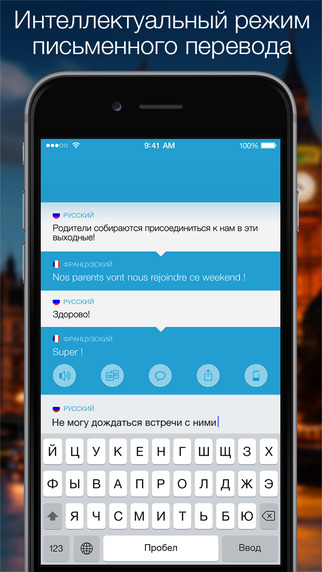 Интеллектуальный режим
письменного перевода
9:41 AM
100%
РУССКИЙ
Родители собираются присоединиться к нам в эти
выходные!
ФРАНЦУЗСКИЙ
Nos parents vont nous rejoindre ce weekend !
РУССКИЙ
Здорово!
ФРАНЦУЗСКИЙ
Super !
РУССКИЙ
Не могу дождаться встречи с ними
Й Ц У К Е Н Г Ш Щ З Х
Ф Ы В А П Р О Л Д Ж Э
Я Ч С М И Т Ь Б Ю
123 Пробел Ввод